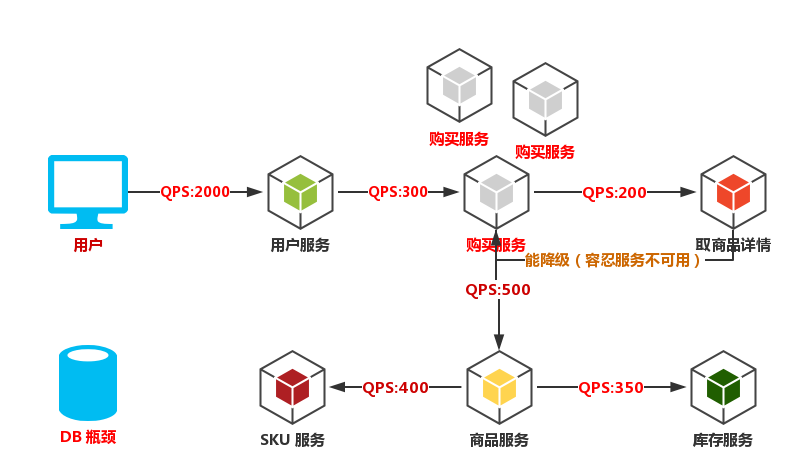 购买服务
购买服务
QPS:2000
QPS:300
QPS:200
用户
用户服务
购买服务
取商品详情
能降级（容忍服务不可用）
QPS:500
QPS:400
QPS:350
DB 瓶颈
SKU 服务
商品服务
库存服务